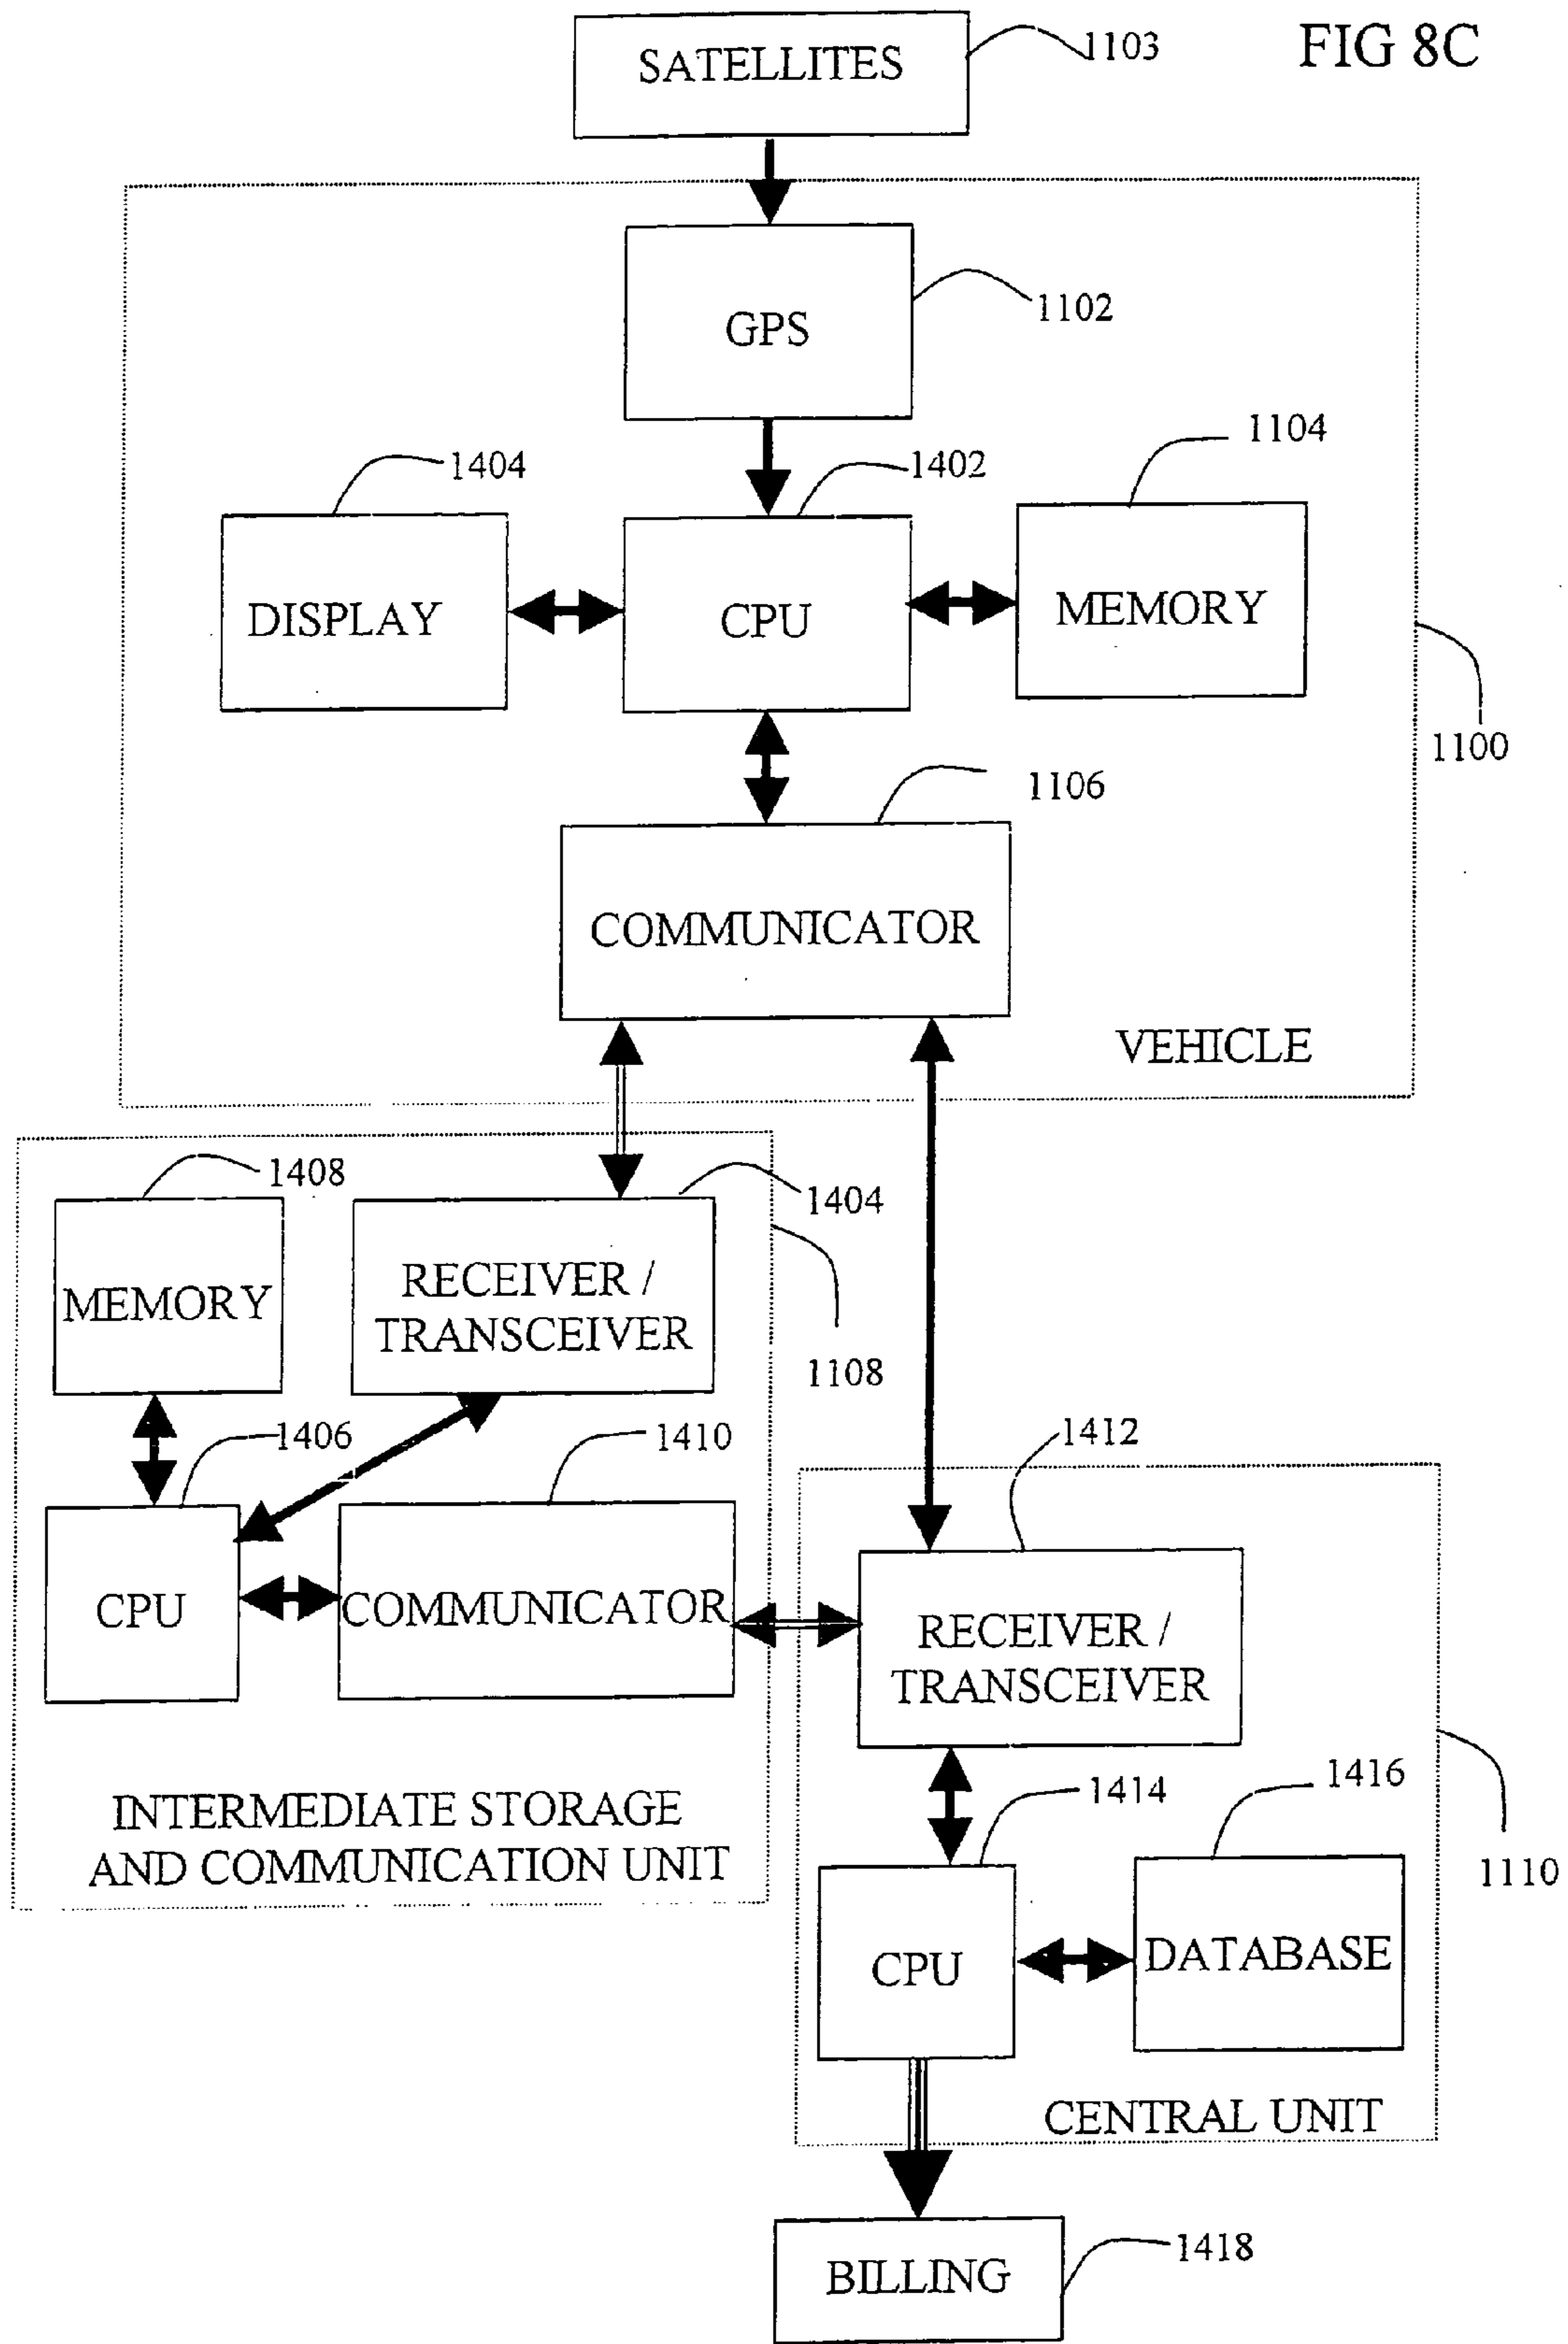 FIG 8C
SATELLITES
1103
GPS
1102
1404
1402
1104
DISPLAY
CPU
MEMORY
1100
1106
COMMUNICATOR
VEHICLE
1408
1404
MEMORY
RECEIVER /
TRANSCEIVER
1108
1406
1410
1412
CPU
COMMUNICATOR
RECEIVER /
TRANSCEIVER
INTERMEDIATE STORAGE
AND COMMUNICATION UNIT
1414
1416
1110
CPU
DATABASE
CENTRAL UNIT
BILLING
1418